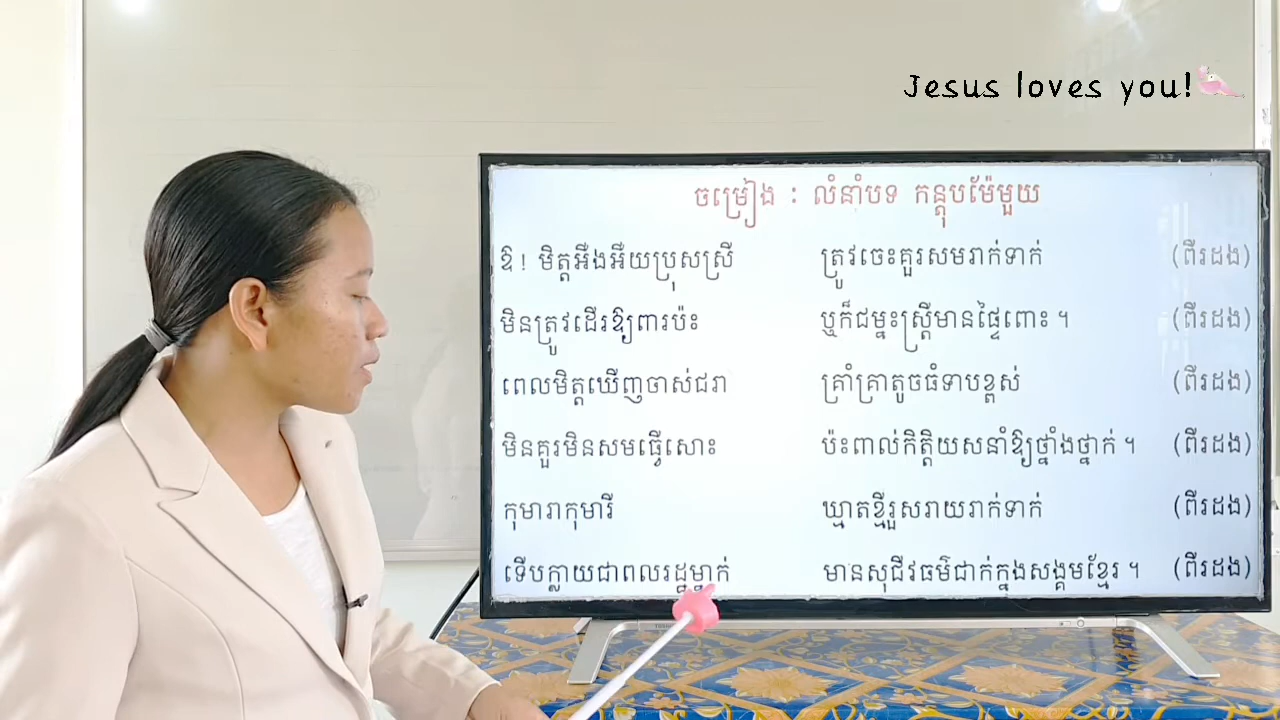 Jesus loves you!
ចម្រៀង ៖ លំនាំបទ កន្តុបម៉ែមួយ
ឱ! មិត្តអឺងអឺយប្រុសស្រី ត្រូវចេះគួរសមរាក់ទាក់ (ពីរដង)
មិនត្រូវដើរឱ្យពារប៉ះ ឬក៏ជម្នះស្ត្រីមានផ្ទៃពោះ ។ (ពីរដង)
ពេលមិត្តឃើញចាស់ជរា គ្រាំគ្រាតូចធំទាបខ្ពស់ (ពីរដង)
មិនគួរមិនសមធ្វើសោះ ប៉ះពាល់កិត្តិយសនាំឱ្យថ្នាំងថ្នាក់ ។ (ពីរដង)
កុមារាកុមារី ឃ្មាតខ្មីរួសរាយរាក់ទាក់ (ពីរដង)
ទើបក្លាយជាពលរដ្ឋម្នាក់ មានសុជីវធម៌ជាក់ក្នុងសង្គមខ្មែរ ។ (ពីរដង)